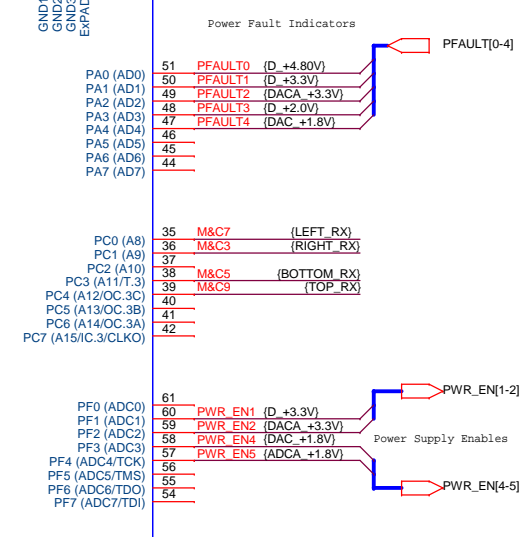 GND1
GND2
GND3
ExPAD
Power Fault Indicators
PFAULT[0-4]
PA0 (AD0) 51 PFAULT0 {D_+4.80V}
PA1 (AD1) 50 PFAULT1 {D_+3.3V}
PA2 (AD2) 49 PFAULT2 {DACA_+3.3V}
PA3 (AD3) 48 PFAULT3 {D_+2.0V}
PA4 (AD4) 47 PFAULT4 {DAC_+1.8V}
PA5 (AD5) 46
PA6 (AD6) 45
PA7 (AD7) 44
PC0 (A8) 35 M&C7 {LEFT_RX}
PC1 (A9) 36 M&C3 {RIGHT_RX}
PC2 (A10) 37
PC3 (A11/T.3) 38 M&C5 {BOTTOM_RX}
PC4 (A12/OC.3C) 39 M&C9 {TOP_RX}
PC5 (A13/OC.3B) 40
PC6 (A14/OC.3A) 41
PC7 (A15/IC.3/CLKO) 42
PWR_EN[1-2]
PF0 (ADC0) 61
PF1 (ADC1) 60 PWR_EN1 {D_+3.3V}
PF2 (ADC2) 59 PWR_EN2 {DACA_+3.3V}
PF3 (ADC3) 58 PWR_EN4 {DAC_+1.8V}
Power Supply Enables
PF4 (ADC4/TCK) 57 PWR_EN5 {ADCA_+1.8V}
PF5 (ADC5/TMS) 56
PF6 (ADC6/TDO) 55
PF7 (ADC7/TDI) 54
PWR_EN[4-5]